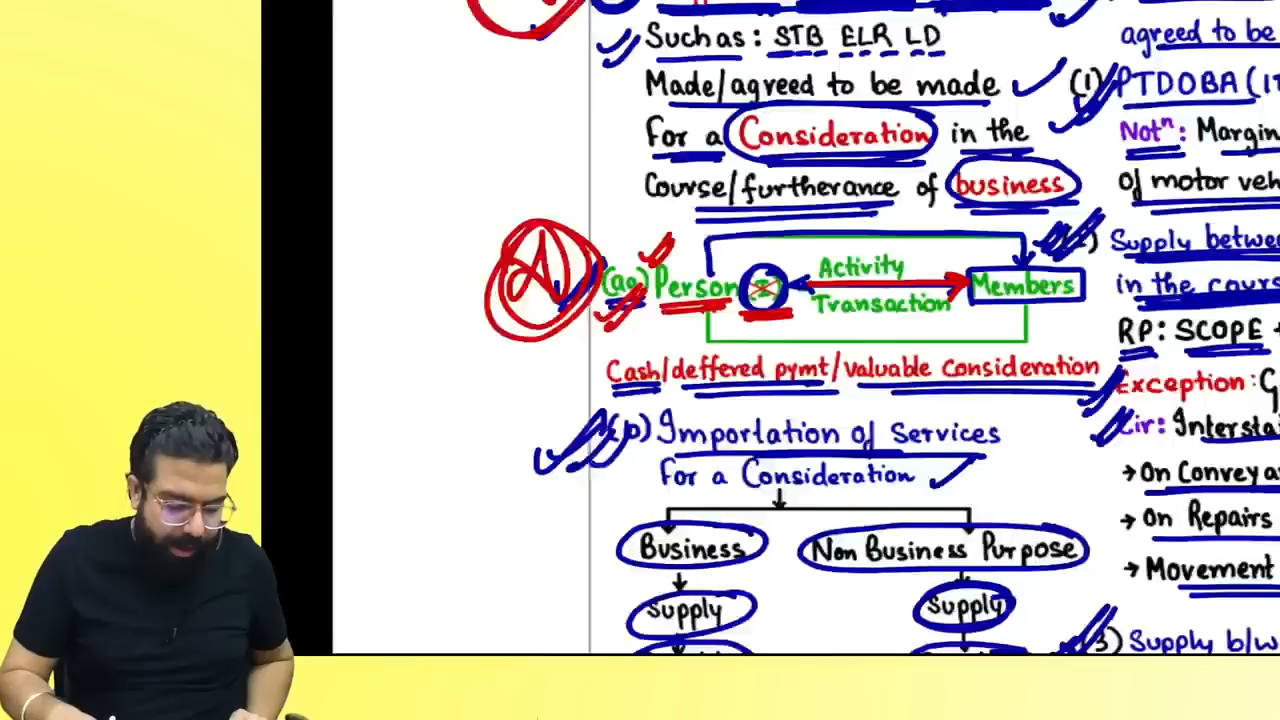 Such as : STB ELR LD
Made/agreed to be made
For a Consideration in the
Course/furtherance of business
A
(aa) Person
Activity
Transaction
Members
Cash/deffered pymt/valuable consideration
(b) Importation of Services
for a Consideration
Business
Non Business Purpose
Supply
Supply
agreed to be
(1) PTDOBA (IT
Notn: Margin
of motor veh
Supply between
in the cours
RP: SCOPE
Exception:
Cir: Intersta
→ On Conveya
→ On Repairs
→ Movement
(3) Supply b/w